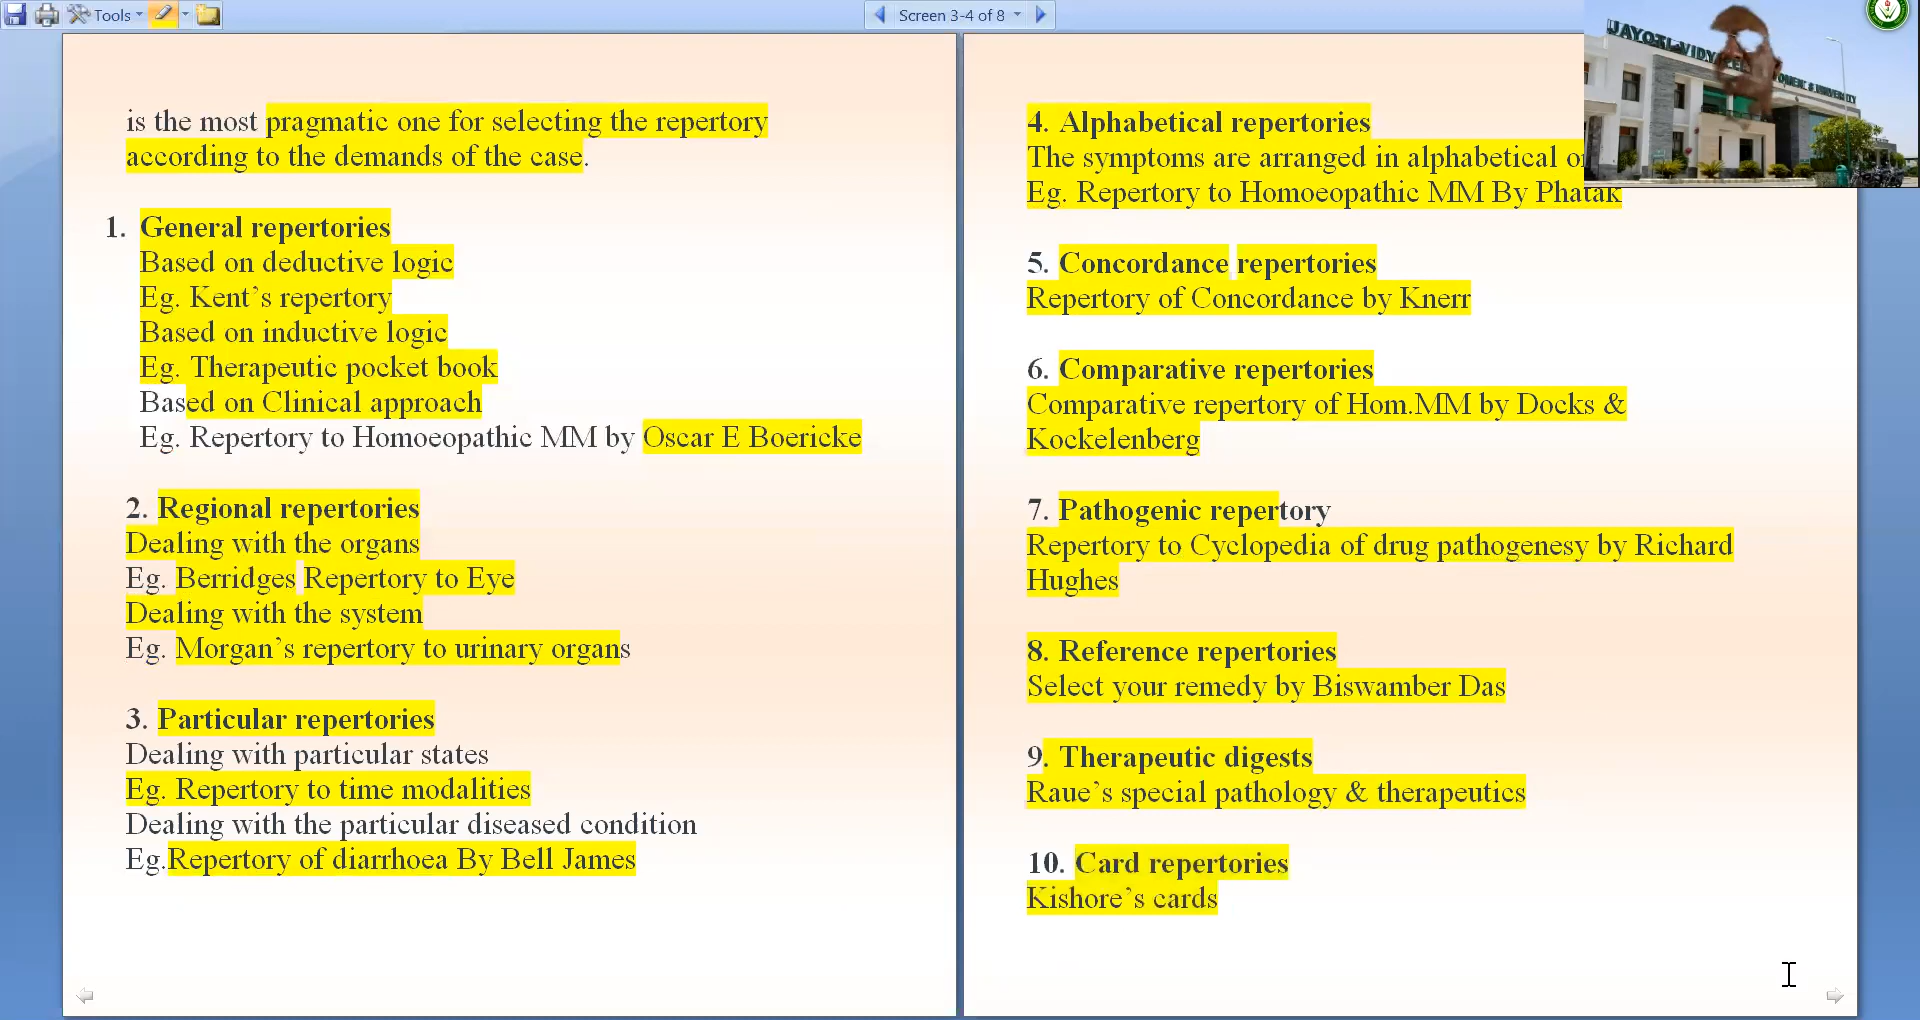 Tools
Screen 3-4 of 8
is the most pragmatic one for selecting the repertory
according to the demands of the case.
1. General repertories
Based on deductive logic
Eg. Kent’s repertory
Based on inductive logic
Eg. Therapeutic pocket book
Based on Clinical approach
Eg. Repertory to Homoeopathic MM by Oscar E Boericke
2. Regional repertories
Dealing with the organs
Eg. Berridges Repertory to Eye
Dealing with the system
Eg. Morgan’s repertory to urinary organs
3. Particular repertories
Dealing with particular states
Eg. Repertory to time modalities
Dealing with the particular diseased condition
Eg.Repertory of diarrhoea By Bell James
4. Alphabetical repertories
The symptoms are arranged in alphabetical
Eg. Repertory to Homoeopathic MM By Phatak
5. Concordance repertories
Repertory of Concordance by Knerr
6. Comparative repertories
Comparative repertory of Hom.MM by Docks &
Kockelenberg
7. Pathogenic repertory
Repertory to Cyclopedia of drug pathogenesy by Richard
Hughes
8. Reference repertories
Select your remedy by Biswamber Das
9. Therapeutic digests
Raue’s special pathology & therapeutics
10. Card repertories
Kishore’s cards